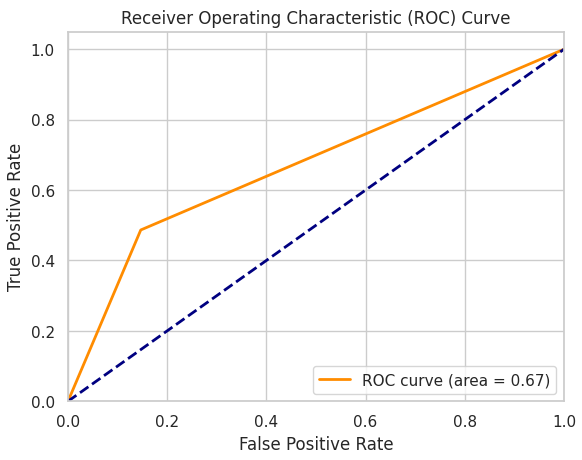 Receiver Operating Characteristic (ROC) Curve
True Positive Rate
1.0
0.8
0.6
0.4
0.2
0.0
ROC curve (area = 0.67)
0.0 0.2 0.4 0.6 0.8 1.0
False Positive Rate